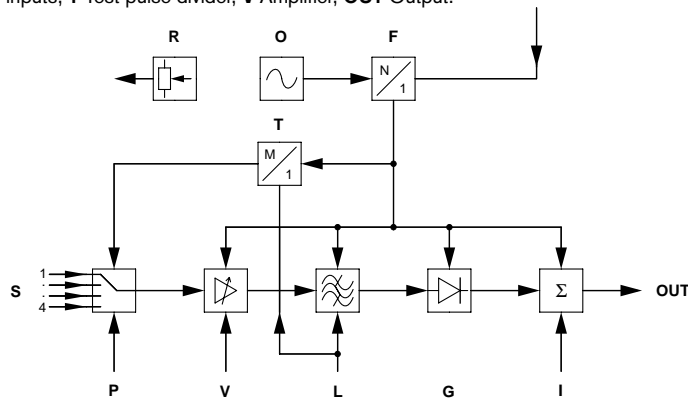 inputs, T Test pulse divider, V Amplifier, OUT Output.
R O F
N
1
T
M
1
S
1
.
.
4
Σ
OUT
P V L G I